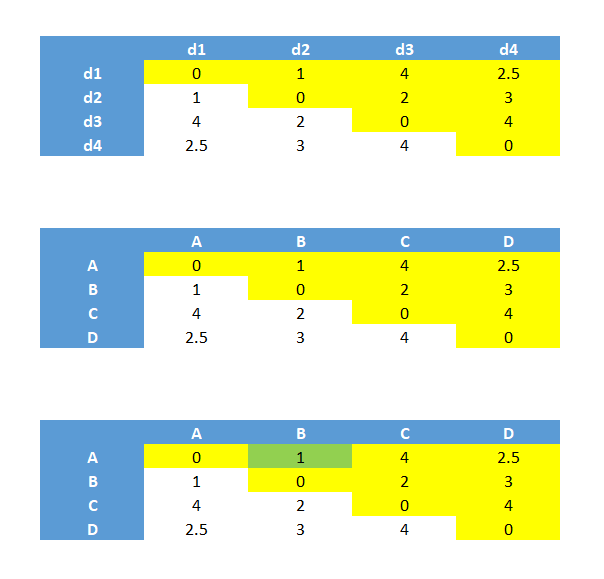 d1 d2 d3 d4
d1 0 1 4 2.5
d2 1 0 2 3
d3 4 2 0 4
d4 2.5 3 4 0
A B C D
A 0 1 4 2.5
B 1 0 2 3
C 4 2 0 4
D 2.5 3 4 0
A B C D
A 0 1 4 2.5
B 1 0 2 3
C 4 2 0 4
D 2.5 3 4 0